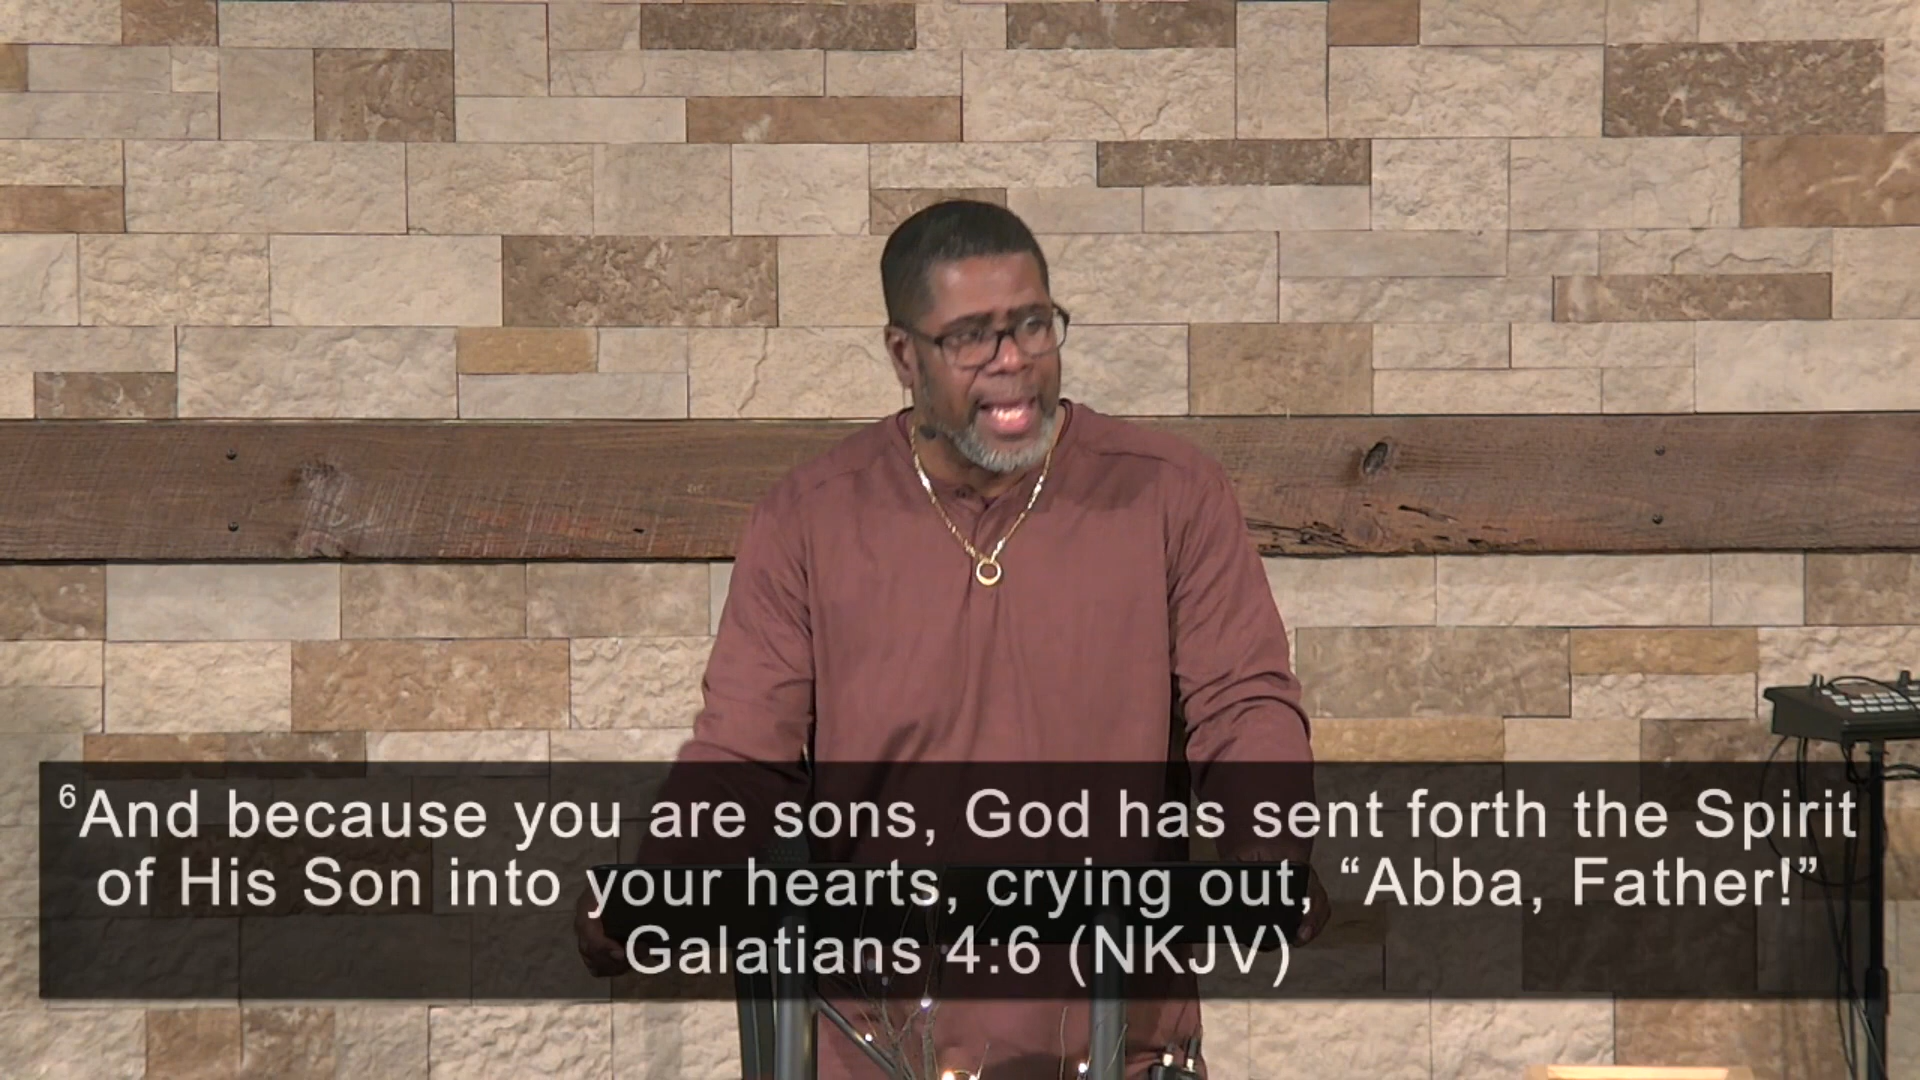 ⁶And because you are sons, God has sent forth the Spirit
of His Son into your hearts, crying out, “Abba, Father!”
Galatians 4:6 (NKJV)